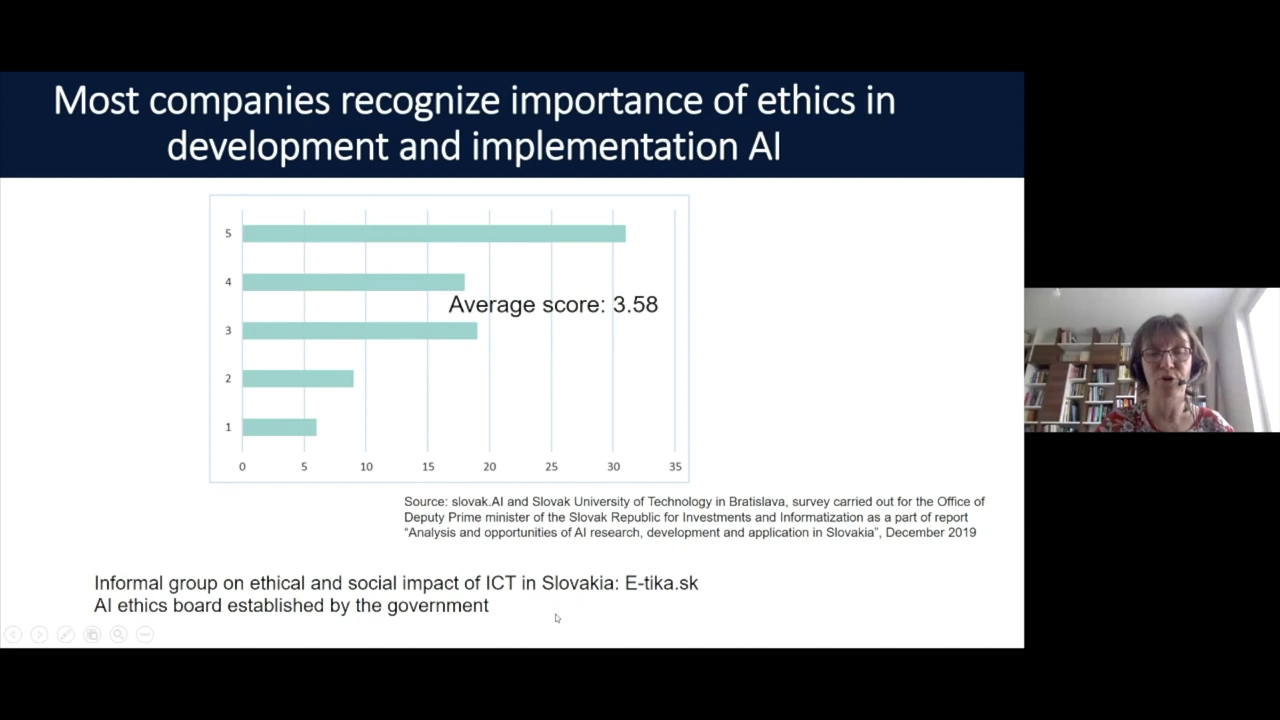 Most companies recognize importance of ethics in
development and implementation AI
5
4
Average score: 3.58
3
2
1
0 5 10 15 20 25 30 35
Source: slovak.AI and Slovak University of Technology in Bratislava, survey carried out for the Office of
Deputy Prime minister of the Slovak Republic for Investments and Informatization as a part of report
“Analysis and opportunities of AI research, development and application in Slovakia”, December 2019
Informal group on ethical and social impact of ICT in Slovakia: E-tika.sk
AI ethics board established by the government